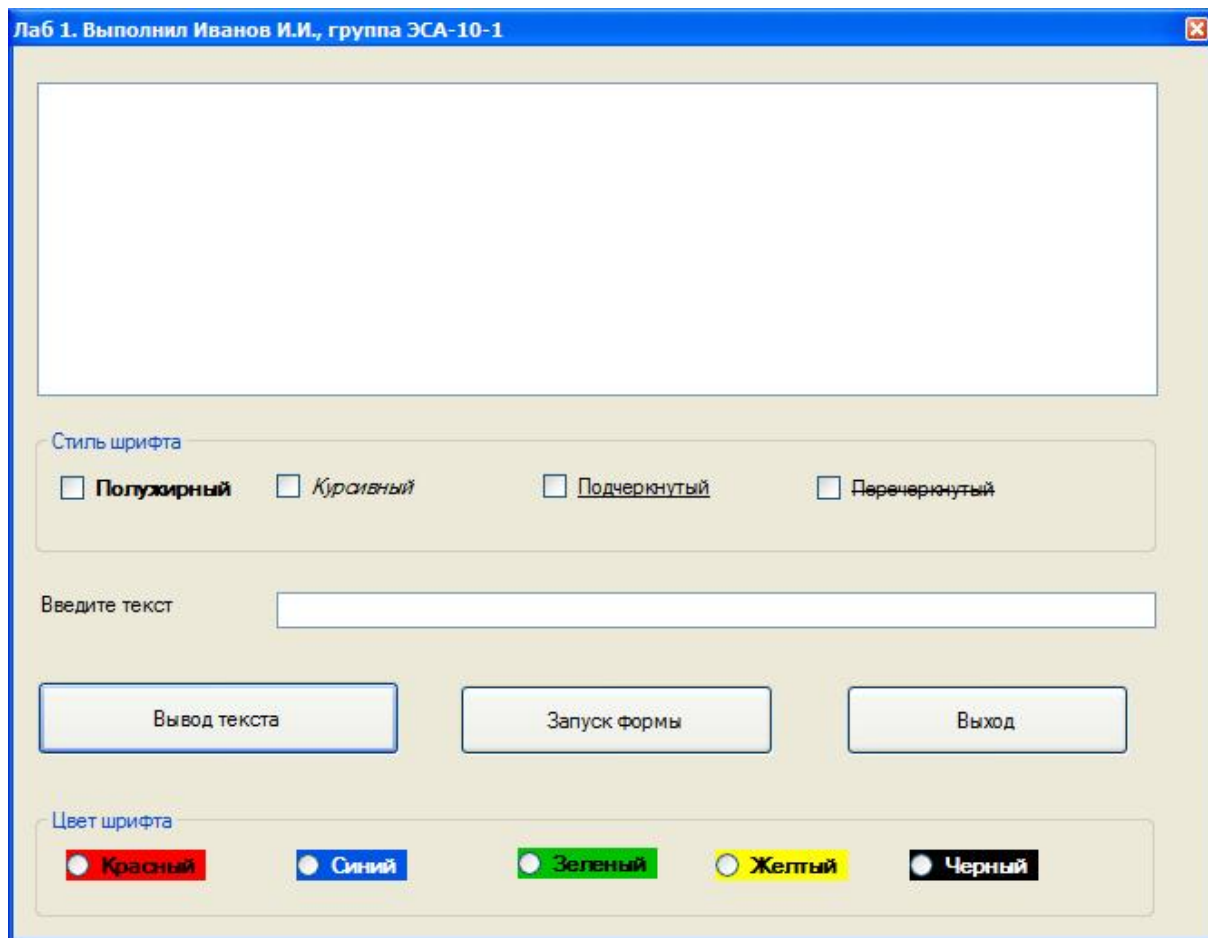 Лаб 1. Выполнил Иванов И.И., группа ЭСА-10-1
Стиль шрифта
Полужирный Курсивный Подчеркнутый Перечеркнутый
Введите текст
Вывод текста Запуск формы Выход
Цвет шрифта
Красный Синий Зеленый Желтый Черный